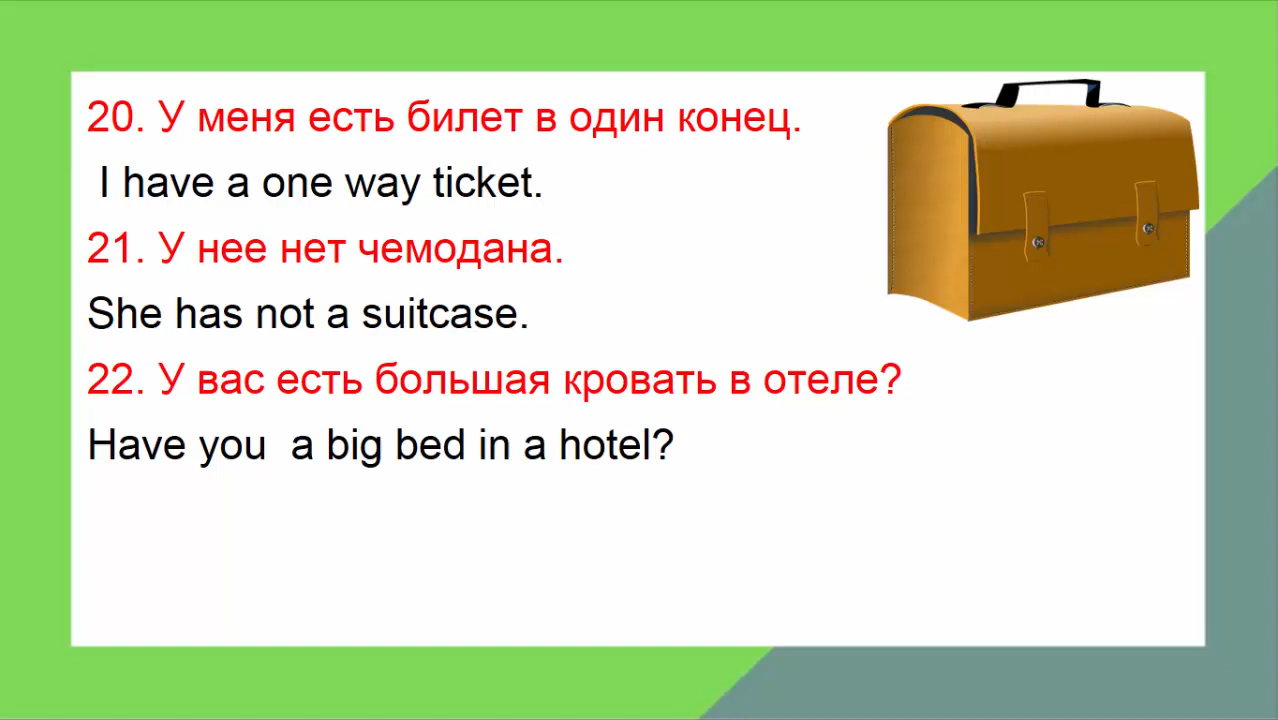 20. У меня есть билет в один конец.
I have a one way ticket.
21. У нее нет чемодана.
She has not a suitcase.
22. У вас есть большая кровать в отеле?
Have you  a big bed in a hotel?